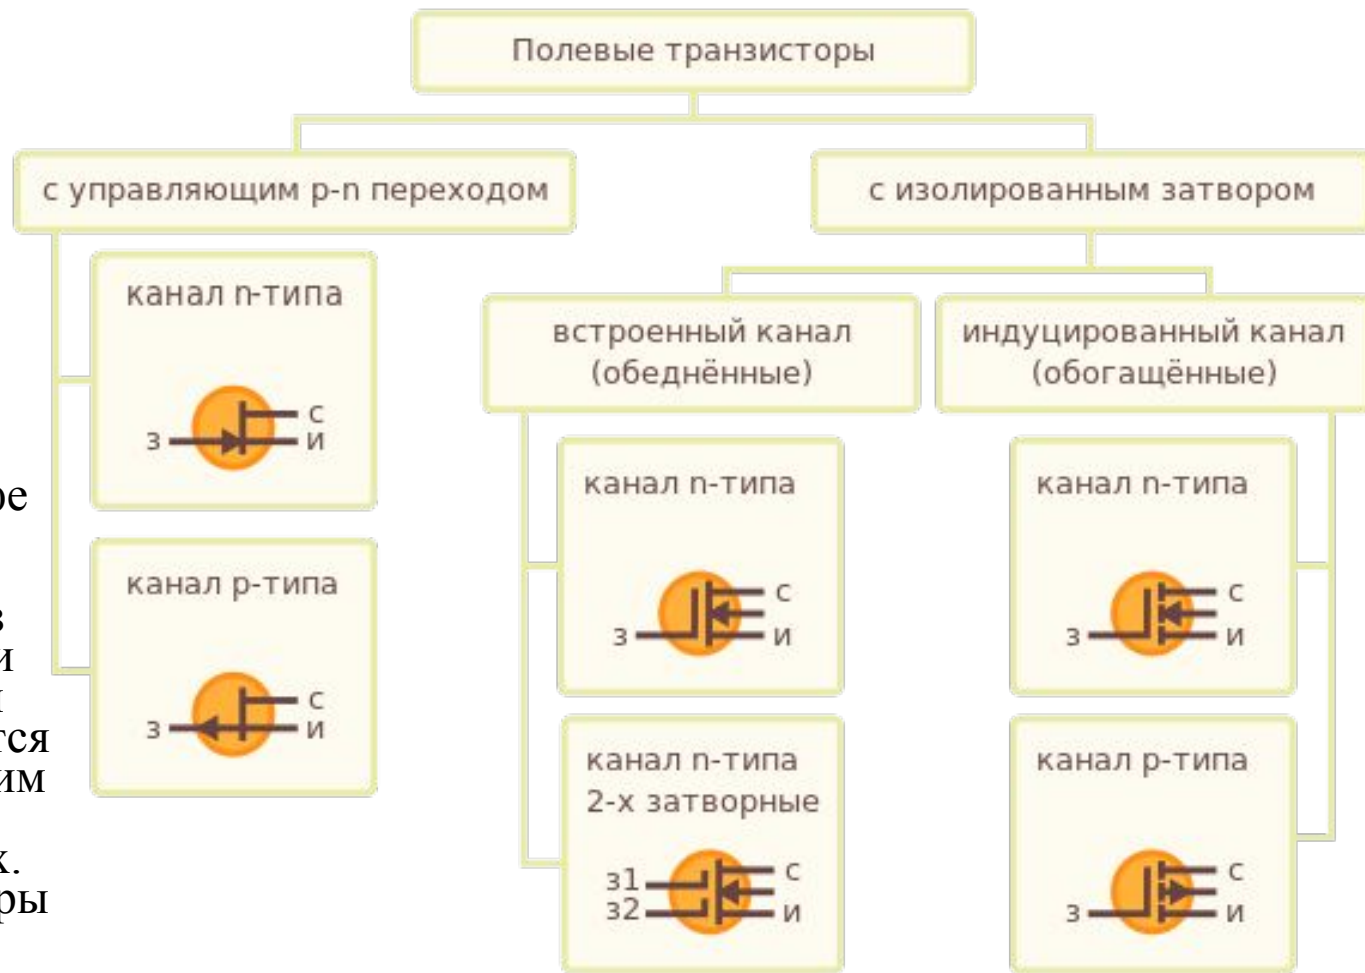 Полевые транзисторы
с управляющим p-n переходом
с изолированным затвором
канал n-типа
с
з
и
канал p-типа
с
з
и
встроенный канал
(обеднённые)
индуцированный канал
(обогащённые)
канал n-типа
с
з
и
канал n-типа
2-х затворные
з1
с
з2
и
канал n-типа
с
з
и
канал p-типа
с
з
и